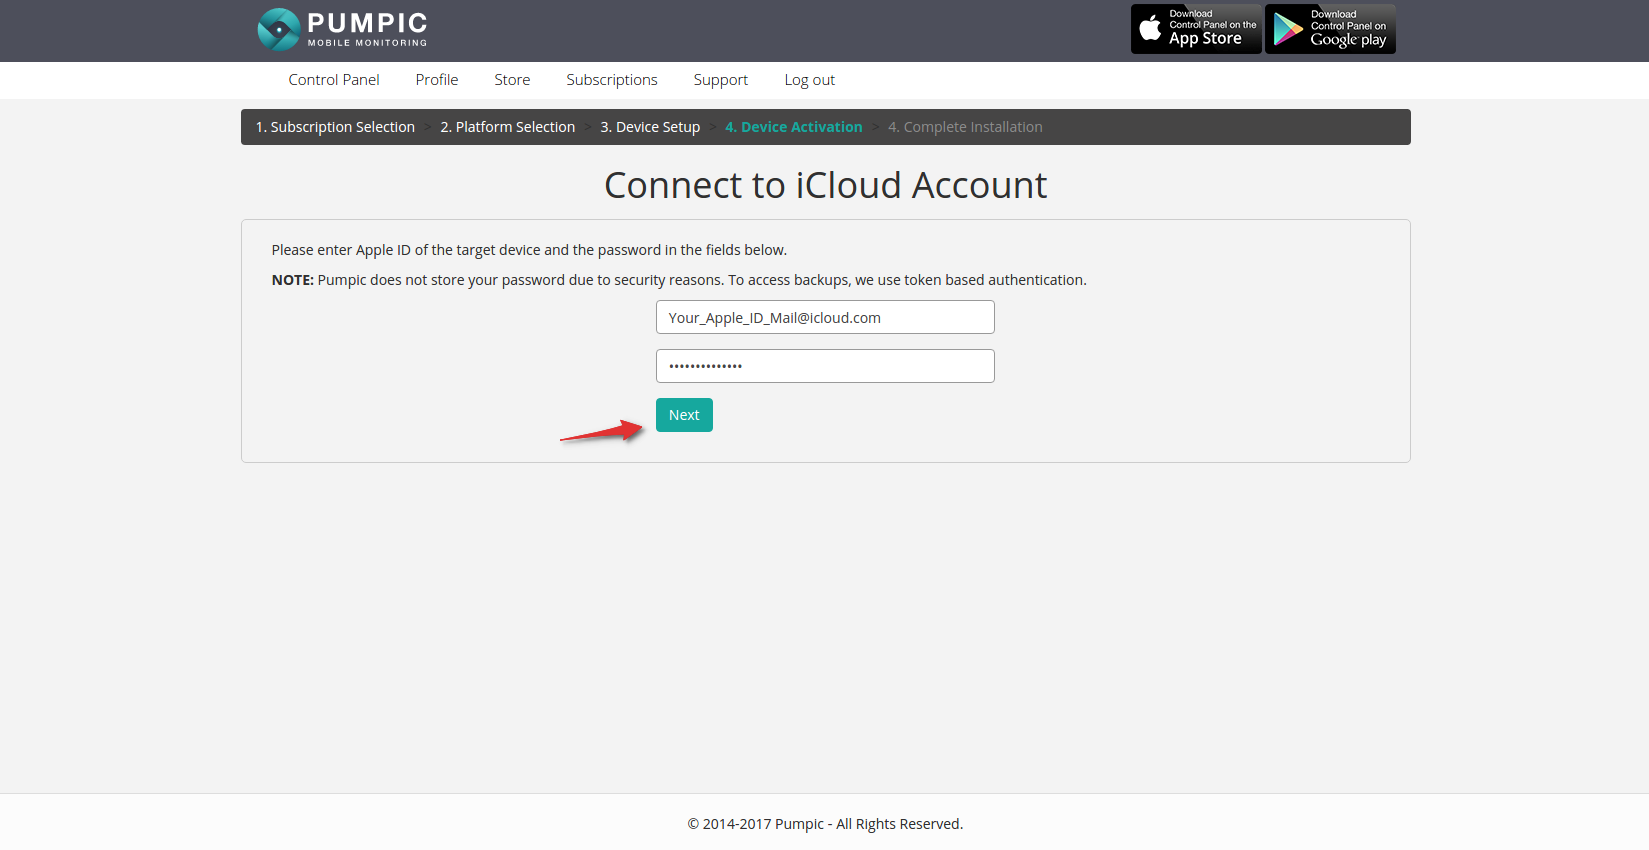 PUMPIC
MOBILE MONITORING
Download
Control Panel on the
App Store
Download
Control Panel on
Google play
Control Panel Profile Store Subscriptions Support Log out
1. Subscription Selection > 2. Platform Selection > 3. Device Setup > 4. Device Activation > 4. Complete Installation
Connect to iCloud Account
Please enter Apple ID of the target device and the password in the fields below.
NOTE: Pumpic does not store your password due to security reasons. To access backups, we use token based authentication.
Your_Apple_ID_Mail@icloud.com
••••••••••••••
Next
© 2014-2017 Pumpic - All Rights Reserved.